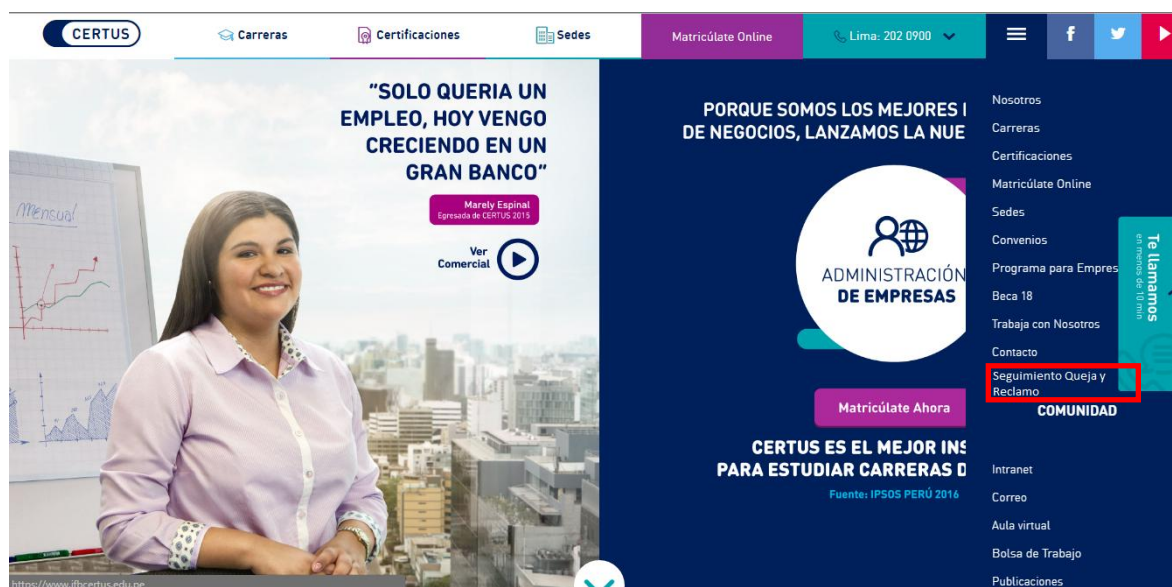 CERTUS
Carreras
Certificaciones
Sedes
Matricúlate Online
Lima: 202 0900
f
"SOLO QUERIA UN
EMPLEO, HOY VENGO
CRECIENDO EN UN
GRAN BANCO"
Marely Espinal
Egresada de CERTUS 2015
Ver
Comercial
Mensual
PORQUE SOMOS LOS MEJORES
DE NEGOCIOS, LANZAMOS LA NUE
ADMINISTRACIÓN
DE EMPRESAS
Matricúlate Ahora
CERTUS ES EL MEJOR INS
PARA ESTUDIAR CARRERAS D
Fuente: IPSOS PERÚ 2016
Nosotros
Carreras
Certificaciones
Matricúlate Online
Sedes
Convenios
Programa para Empres
Beca 18
Trabaja con Nosotros
Contacto
Seguimiento Queja y
Reclamo
COMUNIDAD
Intranet
Correo
Aula virtual
Bolsa de Trabajo
Publicaciones
Te llamamos
en menos de 10 min
https://www.ifbcertus.edu.pe